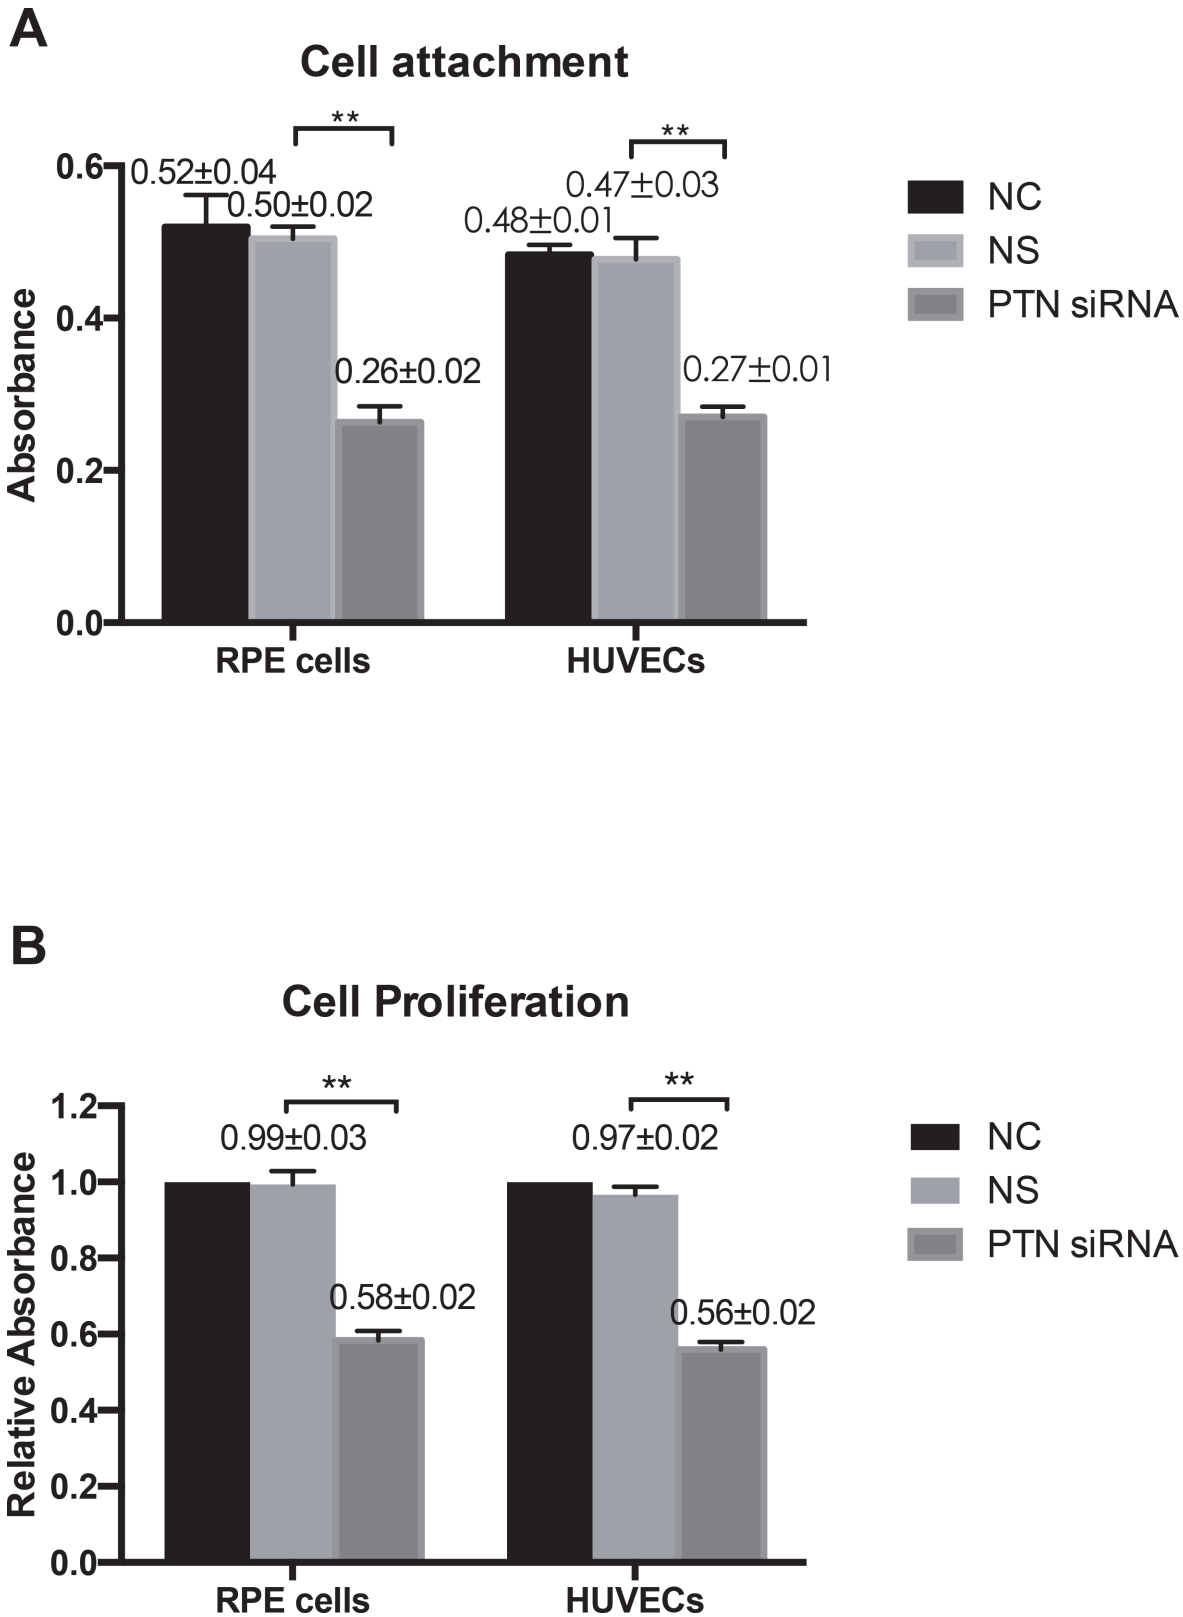 A
Cell attachment
** **
0.6 0.52±0.04 0.50±0.02 0.48±0.01 0.47±0.03
0.4
0.26±0.02 0.27±0.01
0.2
0.0
Absorbance
RPE cells HUVECs
NC
NS
PTN siRNA
B
Cell Proliferation
** **
1.2
0.99±0.03 0.97±0.02
1.0
0.8
0.58±0.02 0.56±0.02
0.6
0.4
0.2
0.0
Relative Absorbance
RPE cells HUVECs
NC
NS
PTN siRNA